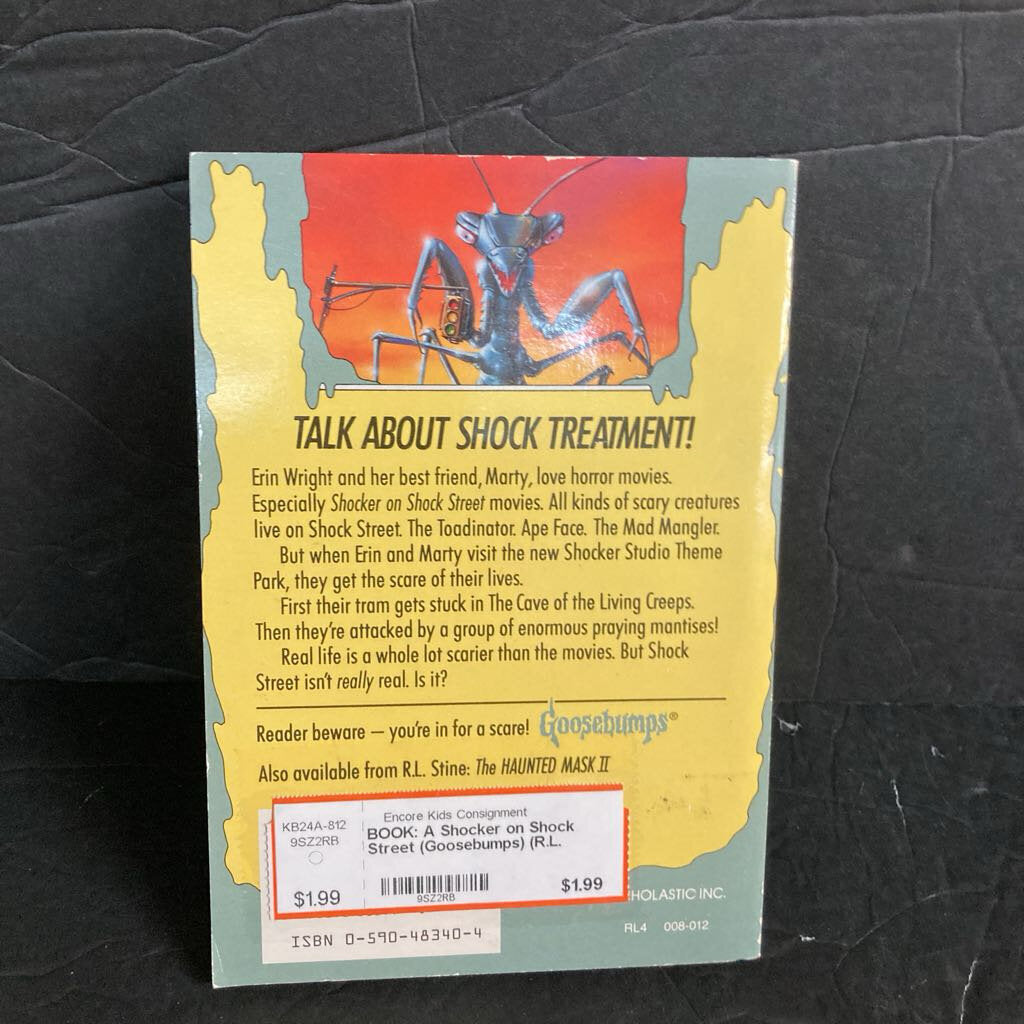 TALK ABOUT SHOCK TREATMENT!
Erin Wright and her best friend, Marty, love horror movies.
Especially Shocker on Shock Street movies. All kinds of scary creatures
live on Shock Street. The Toadinator. Ape Face. The Mad Mangler.
But when Erin and Marty visit the new Shocker Studio Theme
Park, they get the scare of their lives.
First their tram gets stuck in The Cave of the Living Creeps.
Then they're attacked by a group of enormous praying mantises!
Real life is a whole lot scarier than the movies. But Shock
Street isn't really real. Is it?
Reader beware — you're in for a scare! Goosebumps®
Also available from R.L. Stine: The HAUNTED MASK II
KB24A-812
9SZ2RB
$1.99
Encore Kids Consignment
BOOK: A Shocker on Shock
Street (Goosebumps) (R.L.
9SZ2RB
$1.99
HOLASTIC INC.
ISBN 0-590-48340-4
RL4 008-012